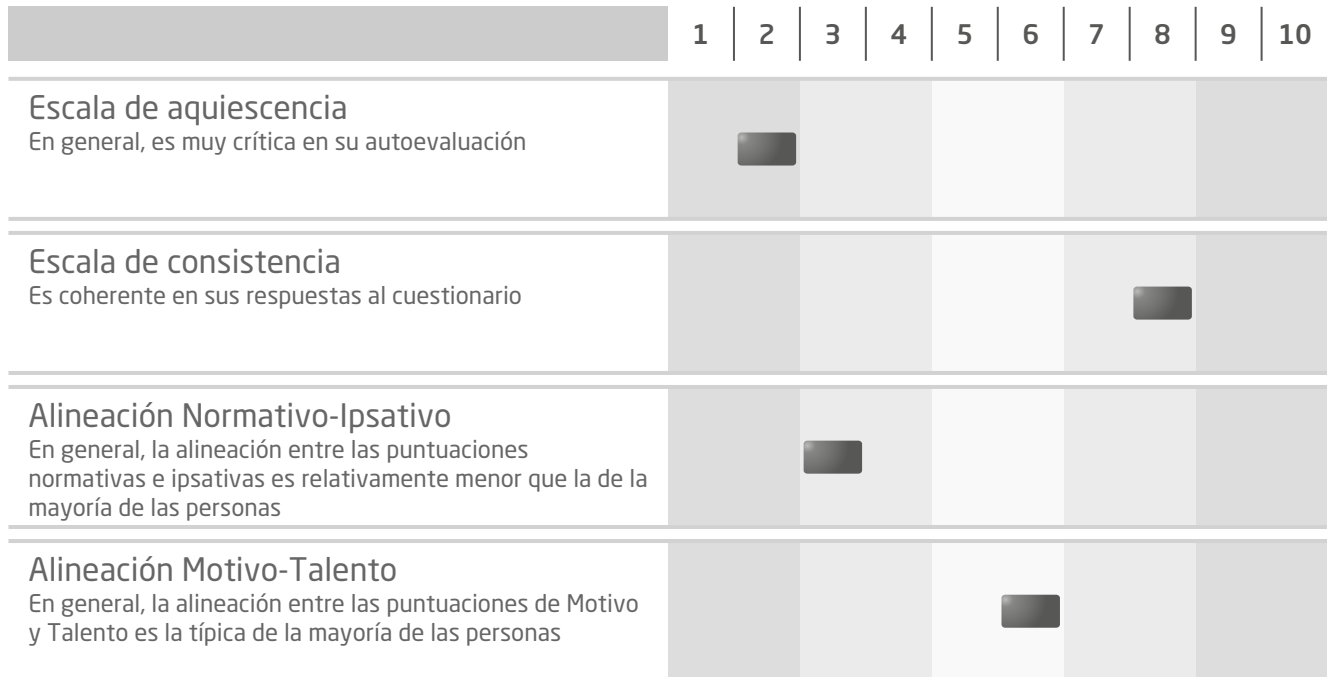 1 2 3 4 5 6 7 8 9 10
Escala de aquiescencia
En general, es muy crítica en su autoevaluación
Escala de consistencia
Es coherente en sus respuestas al cuestionario
Alineación Normativo-Ipsativo
En general, la alineación entre las puntuaciones
normativas e ipsativas es relativamente menor que la de la
mayoría de las personas
Alineación Motivo-Talento
En general, la alineación entre las puntuaciones de Motivo
y Talento es la típica de la mayoría de las personas